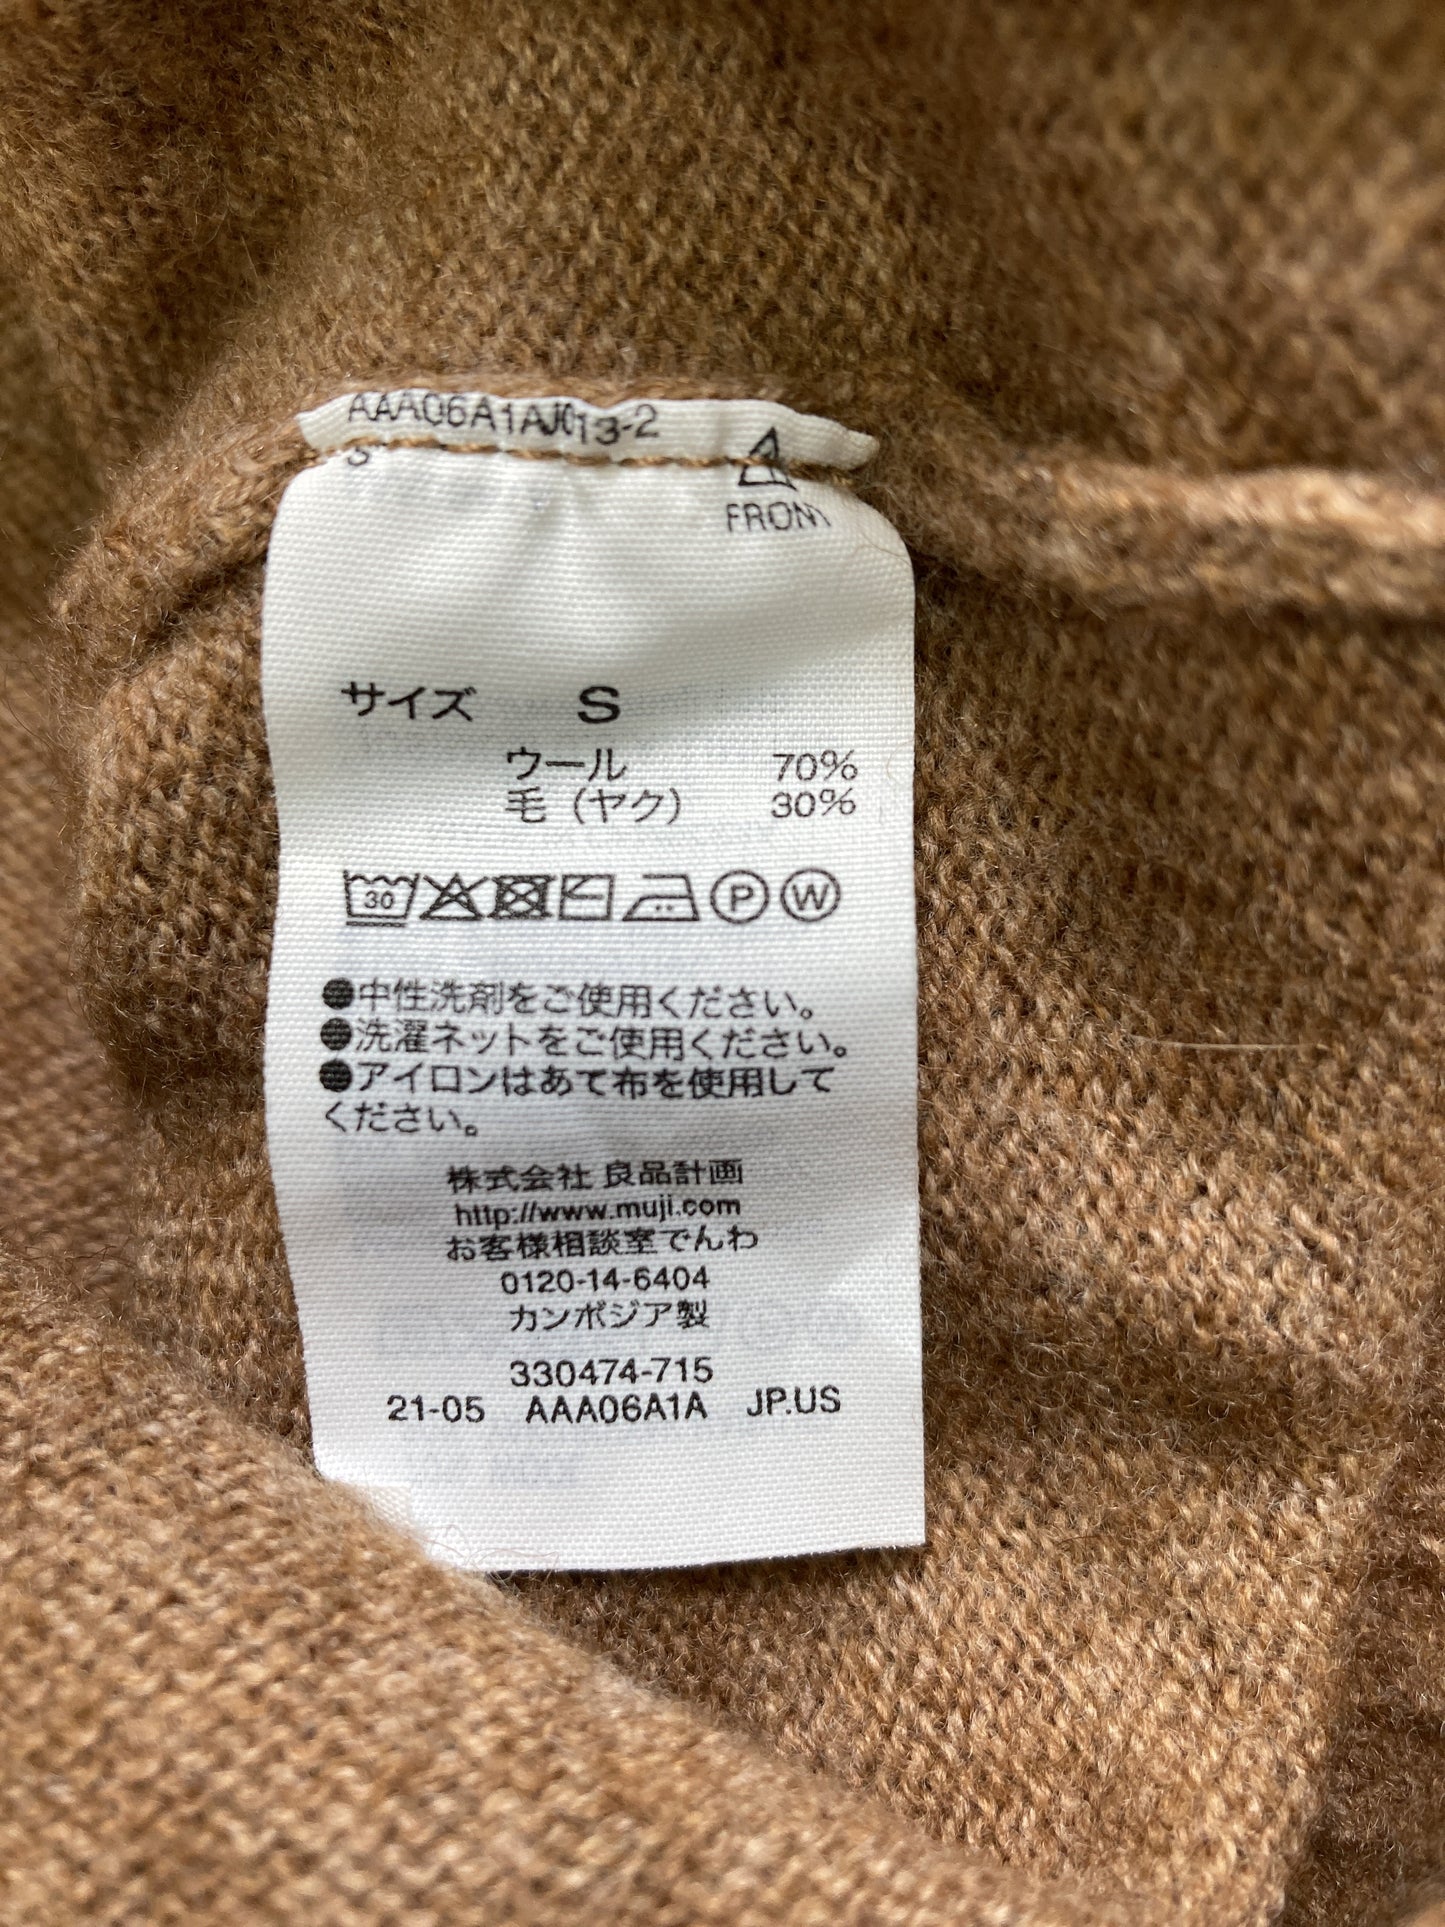 AAA06A1AJ013-2
S
FRONT
サイズ S
ウール 70%
毛（ヤク） 30%
30 P W
●中性洗剤をご使用ください。
●洗濯ネットをご使用ください。
●アイロンはあて布を使用して
ください。
株式会社 良品計画
http://www.muji.com
お客様相談室でんわ
0120-14-6404
カンボジア製
330474-715
21-05 AAA06A1A JP.US